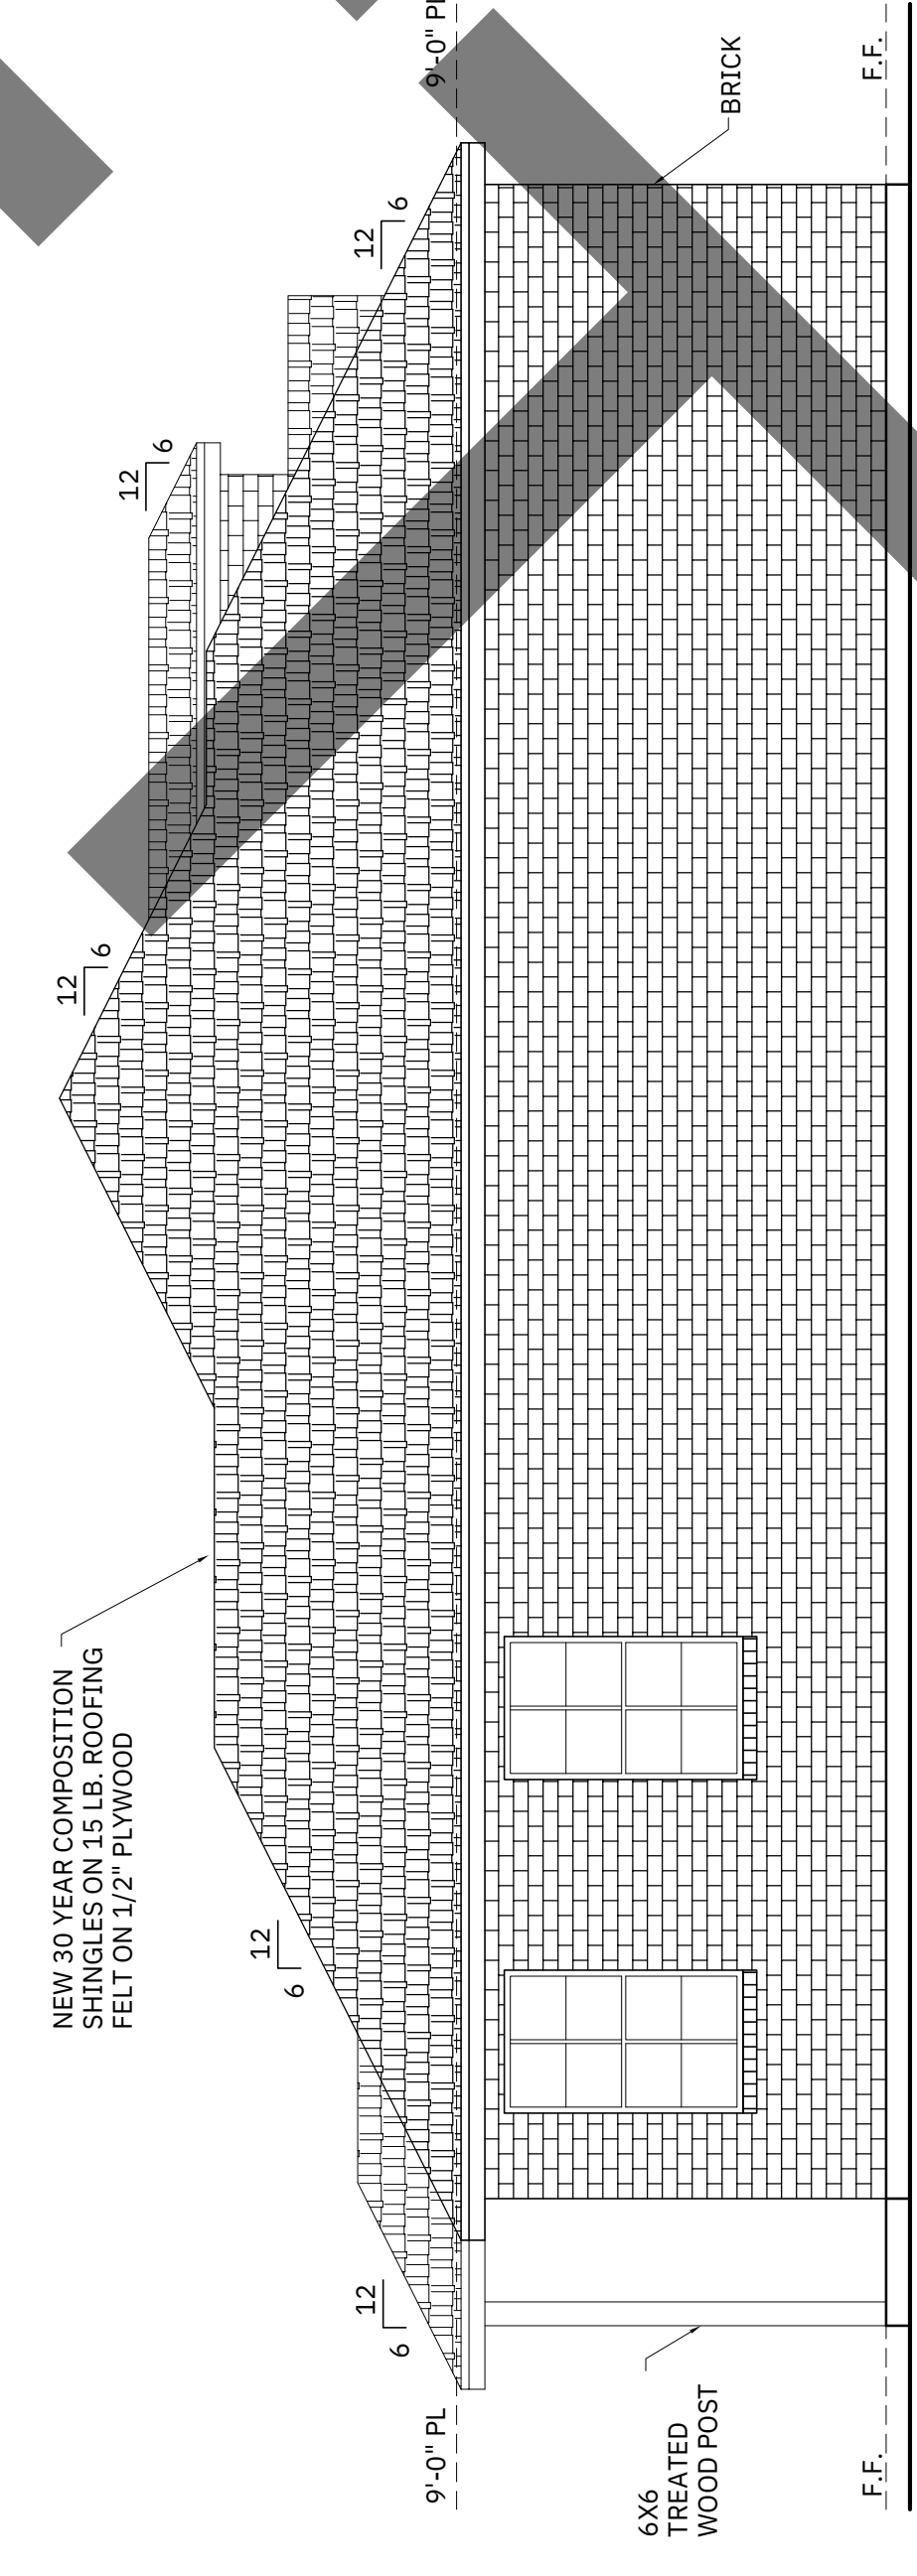 NEW 30 YEAR COMPOSITION
SHINGLES ON 15 LB. ROOFING
FELT ON 1/2" PLYWOOD
12
6
12
6
12
6
12
6
12
6
9'-0" PL
9'-0" PL
6X6
TREATED
WOOD POST
BRICK
F.F.
F.F.